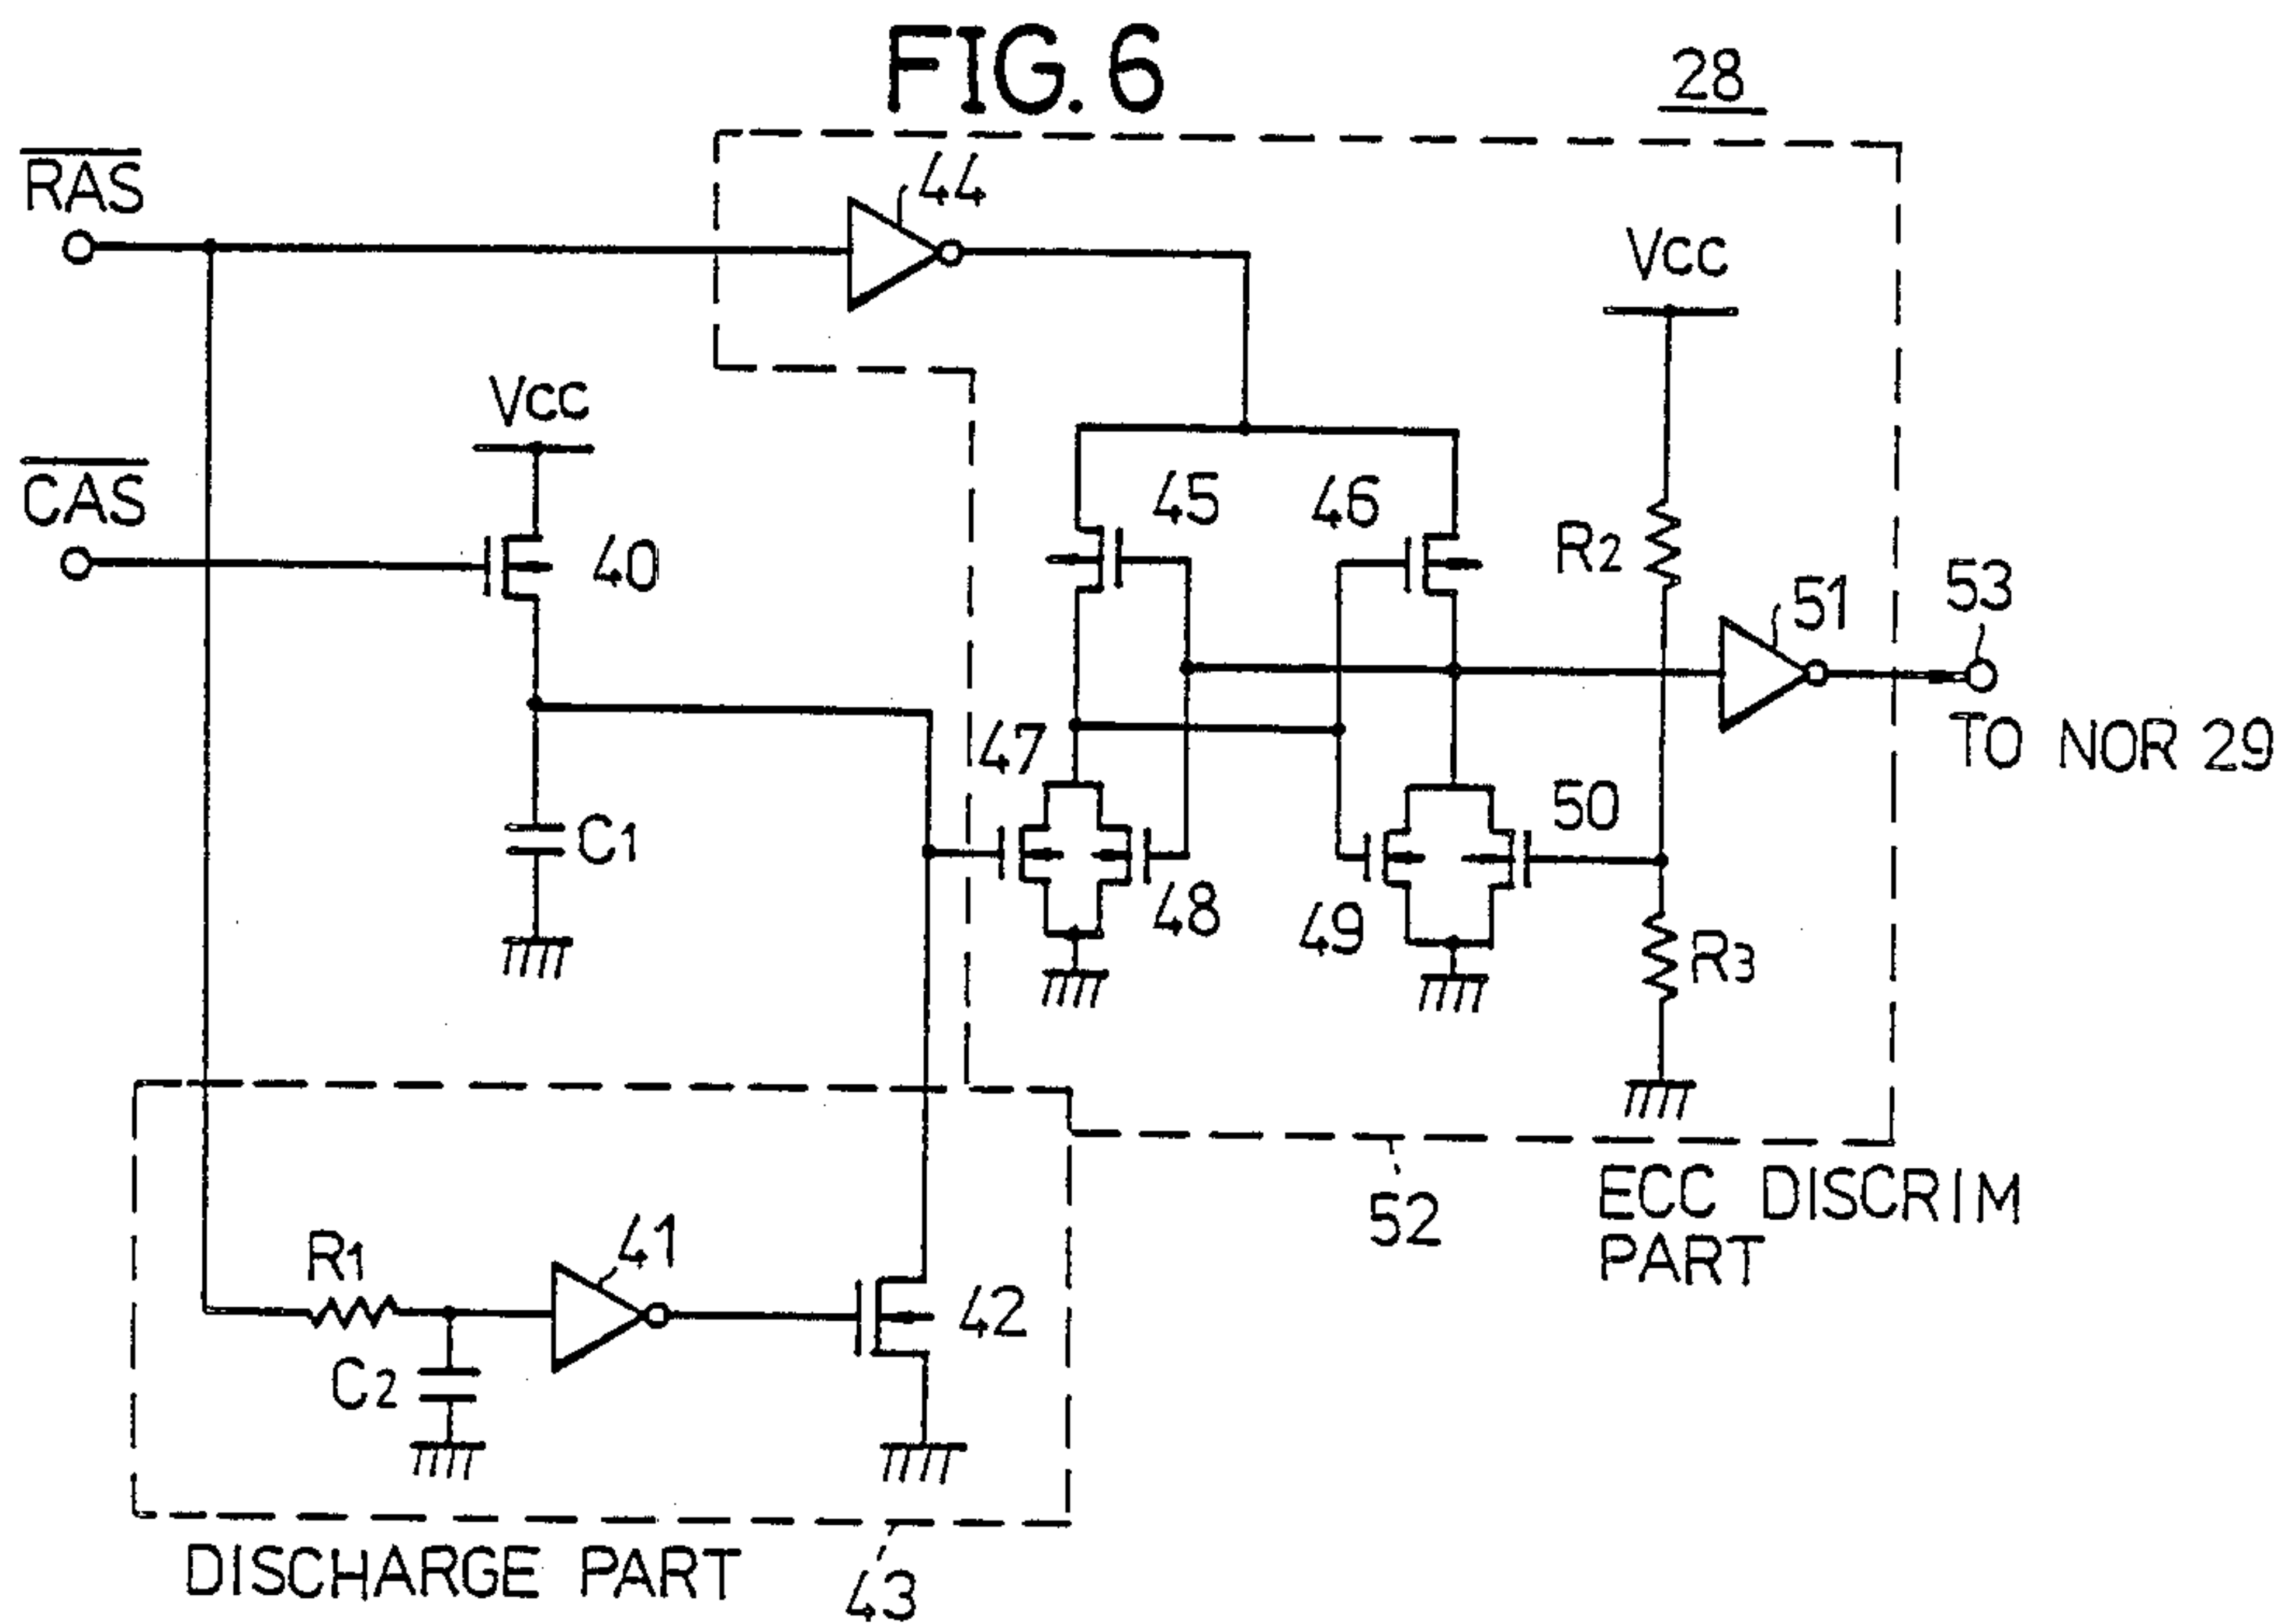 FIG. 6
28
RAS
44
Vcc
Vcc
CAS
40
45
46
R2
51
53
TO NOR 29
47
C1
48
49
50
R3
52
ECC DISCRIM
PART
R1
41
42
C2
DISCHARGE PART
43